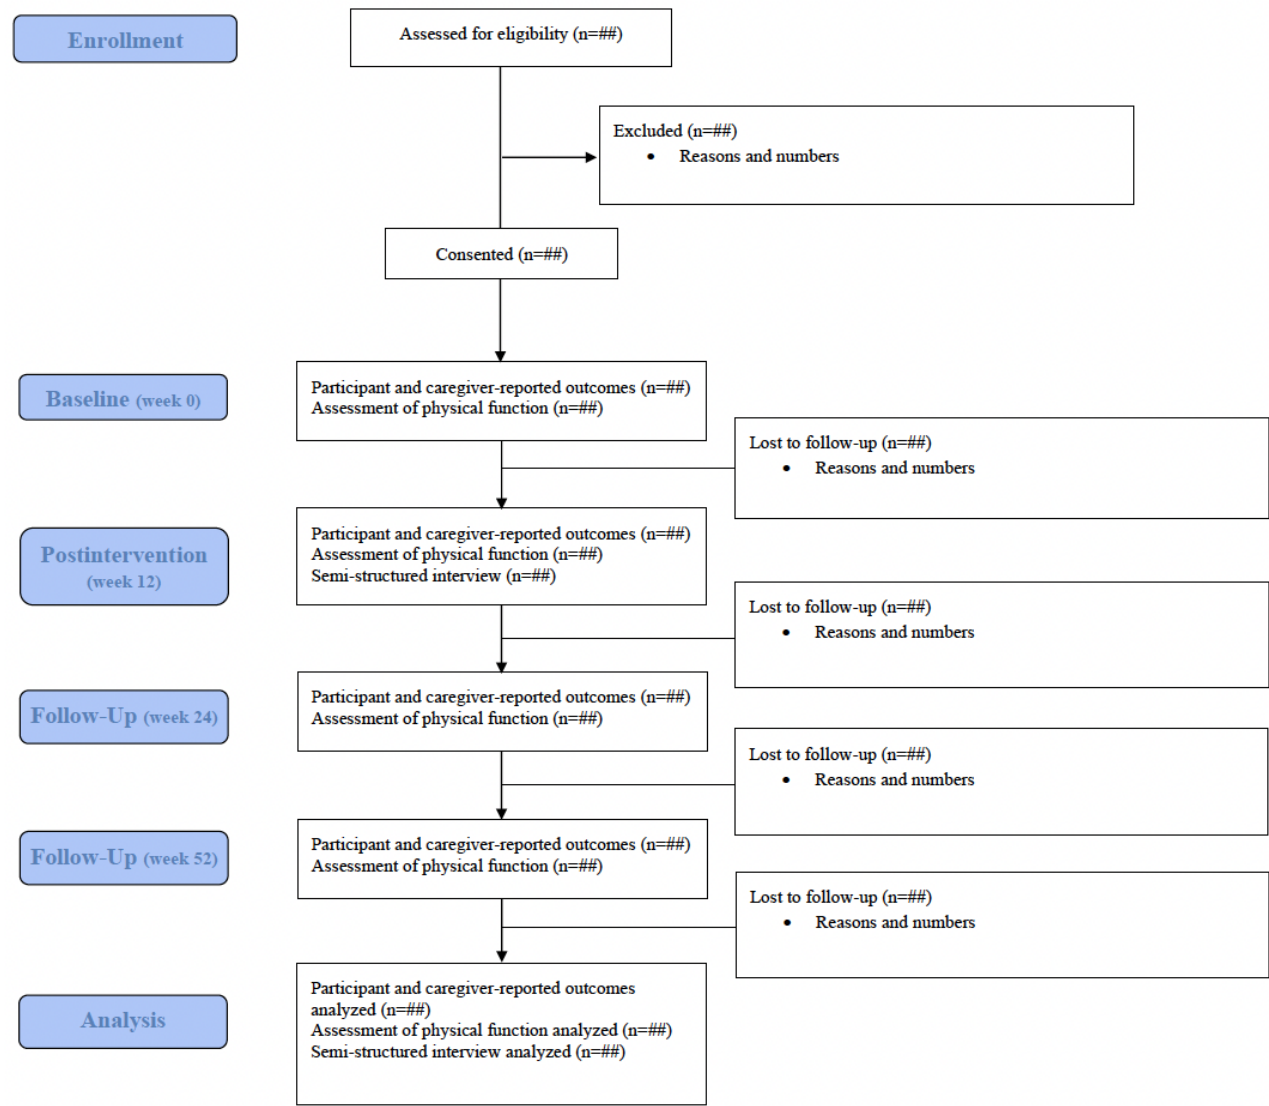 Enrollment
Assessed for eligibility (n=##)
Excluded (n=##)
• Reasons and numbers
Consented (n=##)
Baseline (week 0)
Participant and caregiver-reported outcomes (n=##)
Assessment of physical function (n=##)
Lost to follow-up (n=##)
• Reasons and numbers
Postintervention
(week 12)
Participant and caregiver-reported outcomes (n=##)
Assessment of physical function (n=##)
Semi-structured interview (n=##)
Lost to follow-up (n=##)
• Reasons and numbers
Follow-Up (week 24)
Participant and caregiver-reported outcomes (n=##)
Assessment of physical function (n=##)
Lost to follow-up (n=##)
• Reasons and numbers
Follow-Up (week 52)
Participant and caregiver-reported outcomes (n=##)
Assessment of physical function (n=##)
Lost to follow-up (n=##)
• Reasons and numbers
Analysis
Participant and caregiver-reported outcomes
analyzed (n=##)
Assessment of physical function analyzed (n=##)
Semi-structured interview analyzed (n=##)